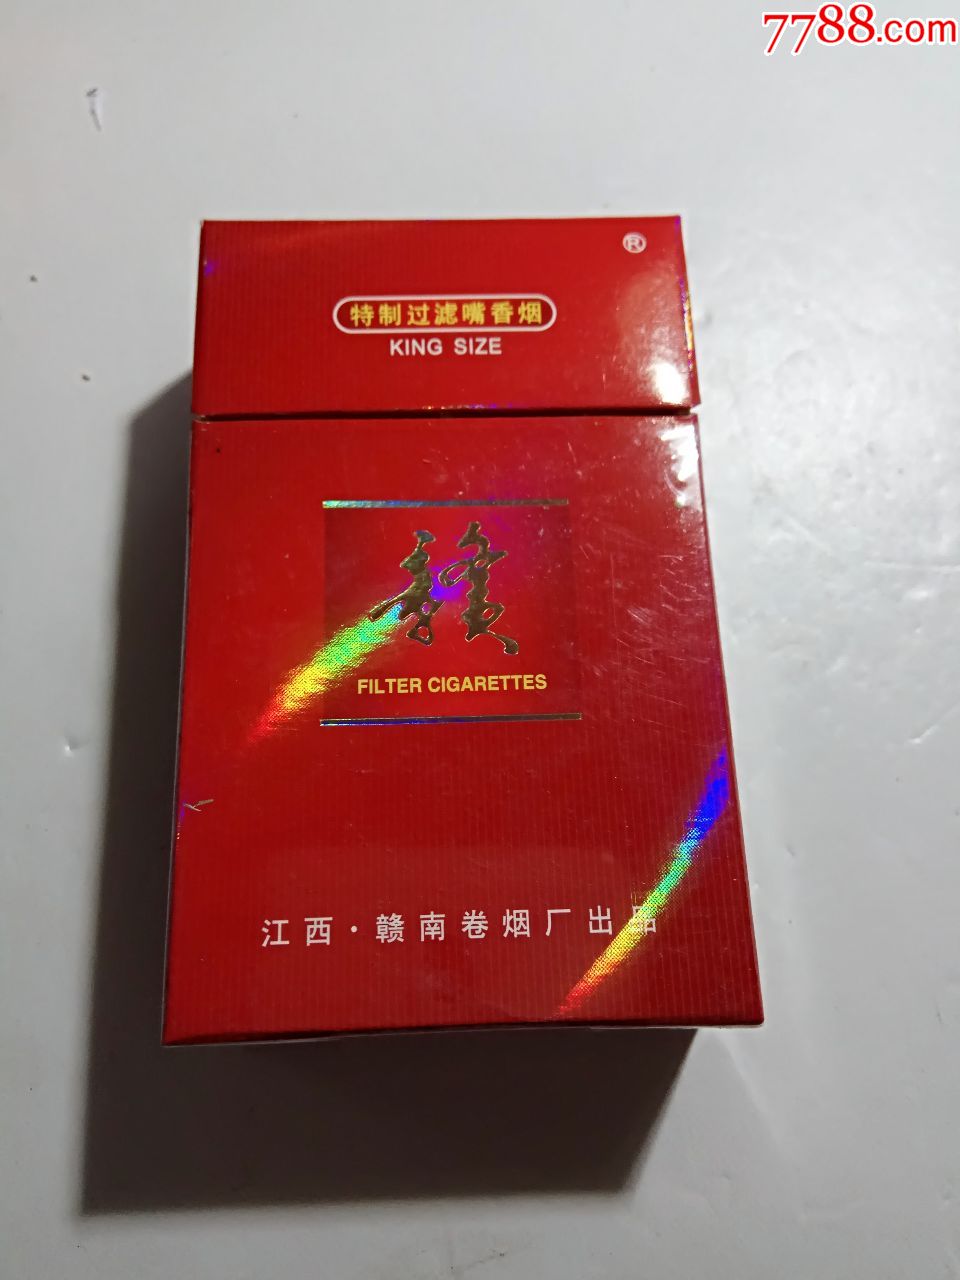 7788.com
®
特制过滤嘴香烟
KING SIZE
赣
FILTER CIGARETTES
江西·赣南卷烟厂出品